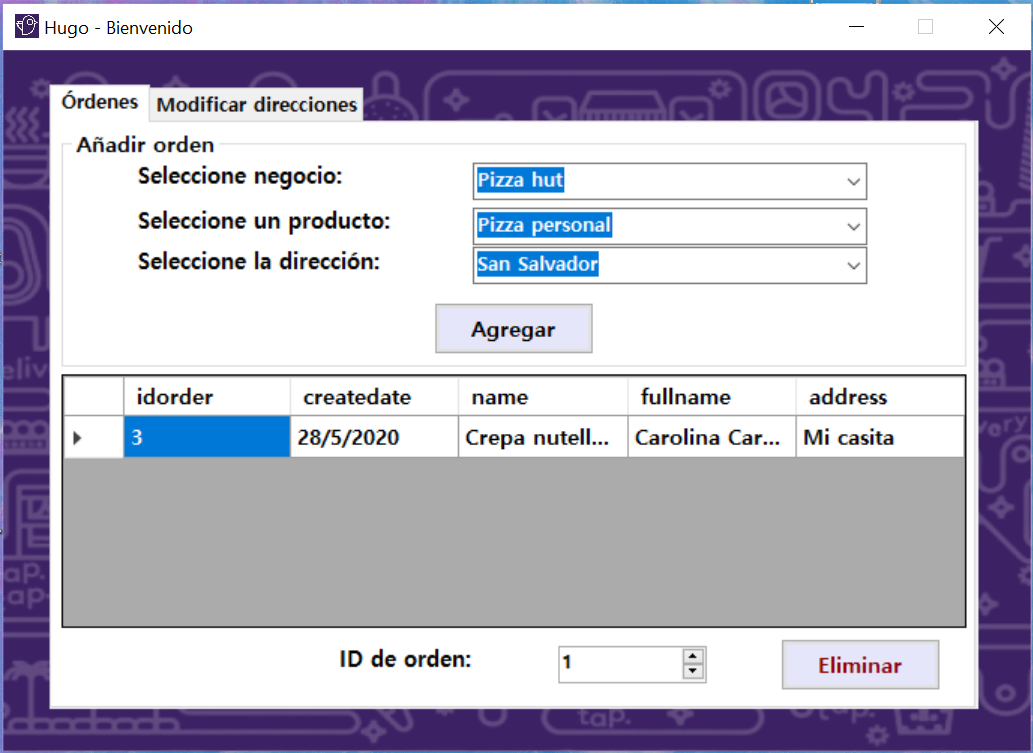 Hugo - Bienvenido
Órdenes Modificar direcciones
Añadir orden
Seleccione negocio: Pizza hut
Seleccione un producto: Pizza personal
Seleccione la dirección: San Salvador
Agregar
idorder createdate name fullname address
3 28/5/2020 Crepa nutell... Carolina Car... Mi casita
ID de orden: 1 Eliminar
tap.